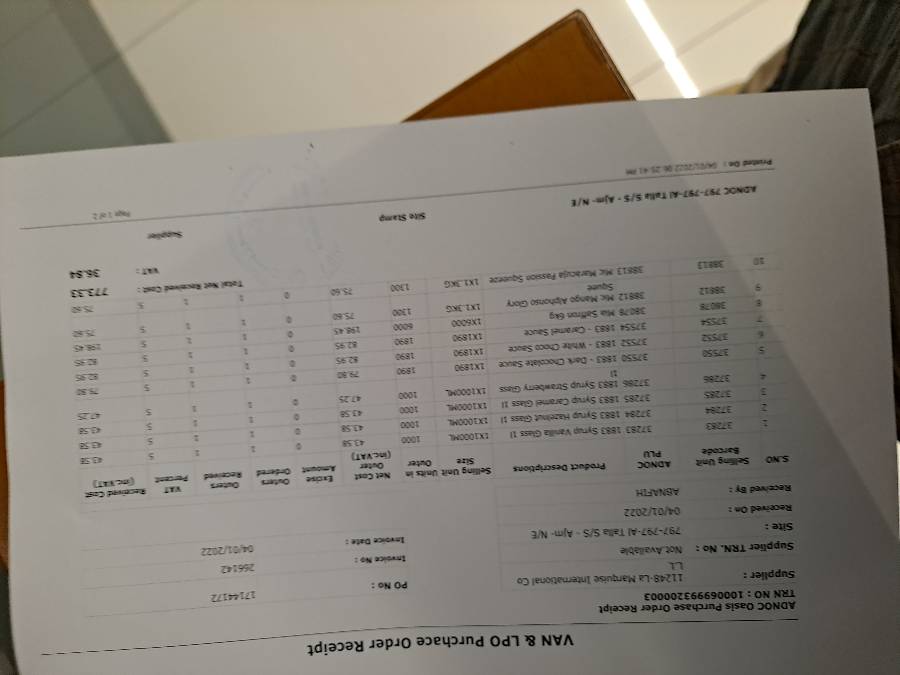 VAN & LPO Purchace Order Receipt
ADNOC Oasis Purchase Order Receipt
TRN NO : 100069993200003
Supplier : 11248-La Marquise International Co LL PO No : 17144172
Supplier TRN. No : Not Available Invoice No : 266142
Site : 797-797-Al Talla S/S - Ajm- N/E Invoice Date : 04/01/2022
Received On : 04/01/2022
Received By : ABNAFIH
S.NO Selling Unit Barcode ADNOC PLU Product Descriptions Selling Unit Size Units in Outer Net Cost Outer (inc.VAT) Excise Amount Outers Ordered Outers Received VAT Percent Received Cost (inc.VAT)
1 37283 37283 1883 Syrup Vanilla Glass 1l 1X1000ML 1000 43.58 0 1 1 5 43.58
2 37284 37284 1883 Syrup Hazelnut Glass 1l 1X1000ML 1000 43.58 0 1 1 5 43.58
3 37285 37285 1883 Syrup Caramel Glass 1l 1X1000ML 1000 43.58 0 1 1 5 43.58
4 37286 37286 1883 Syrup Strawberry Glass 1l 1X1000ML 1000 47.25 0 1 1 5 47.25
5 37550 37550 1883 - Dark Chocolate Sauce 1X1890 1890 79.80 0 1 1 5 79.80
6 37552 37552 1883 - White Choco Sauce 1X1890 1890 82.95 0 1 1 5 82.95
7 37554 37554 1883 - Caramel Sauce 1X1890 1890 82.95 0 1 1 5 82.95
8 38078 38078 Mia Saffron 6kg 1X6000 6000 198.45 0 1 1 5 198.45
9 38812 38812 Mic Mango Alphonso Glory Squee 1X1.3KG 1300 75.60 0 1 1 5 75.60
10 38813 38813 Mic Maracuja Passion Squeeze 1X1.3KG 1300 75.60 0 1 1 5 75.60
Total Net Received Cost : 773.33
VAT : 36.84
ADNOC 797-797-Al Talla S/S - Ajm- N/E Site Stamp Supplier
Printed On : 04/01/2022 06:25:41 PM Page 1 of 2